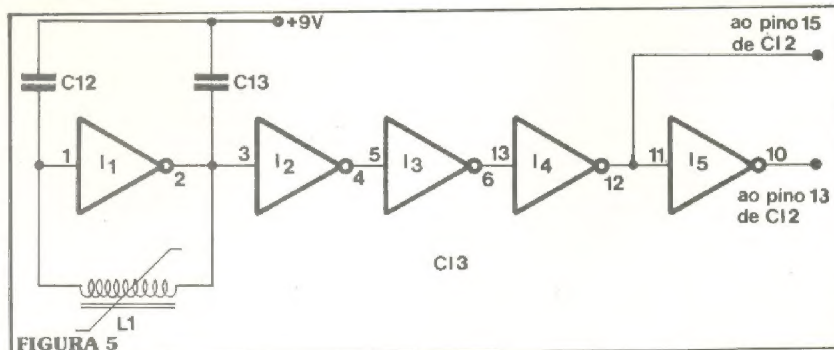 +9V
ao pino 15
de CI2
C12
C13
1
I1
2
3
I2
4
5
I3
6
13
I4
12
11
I5
10
ao pino 13
de CI2
CI3
L1
FIGURA 5